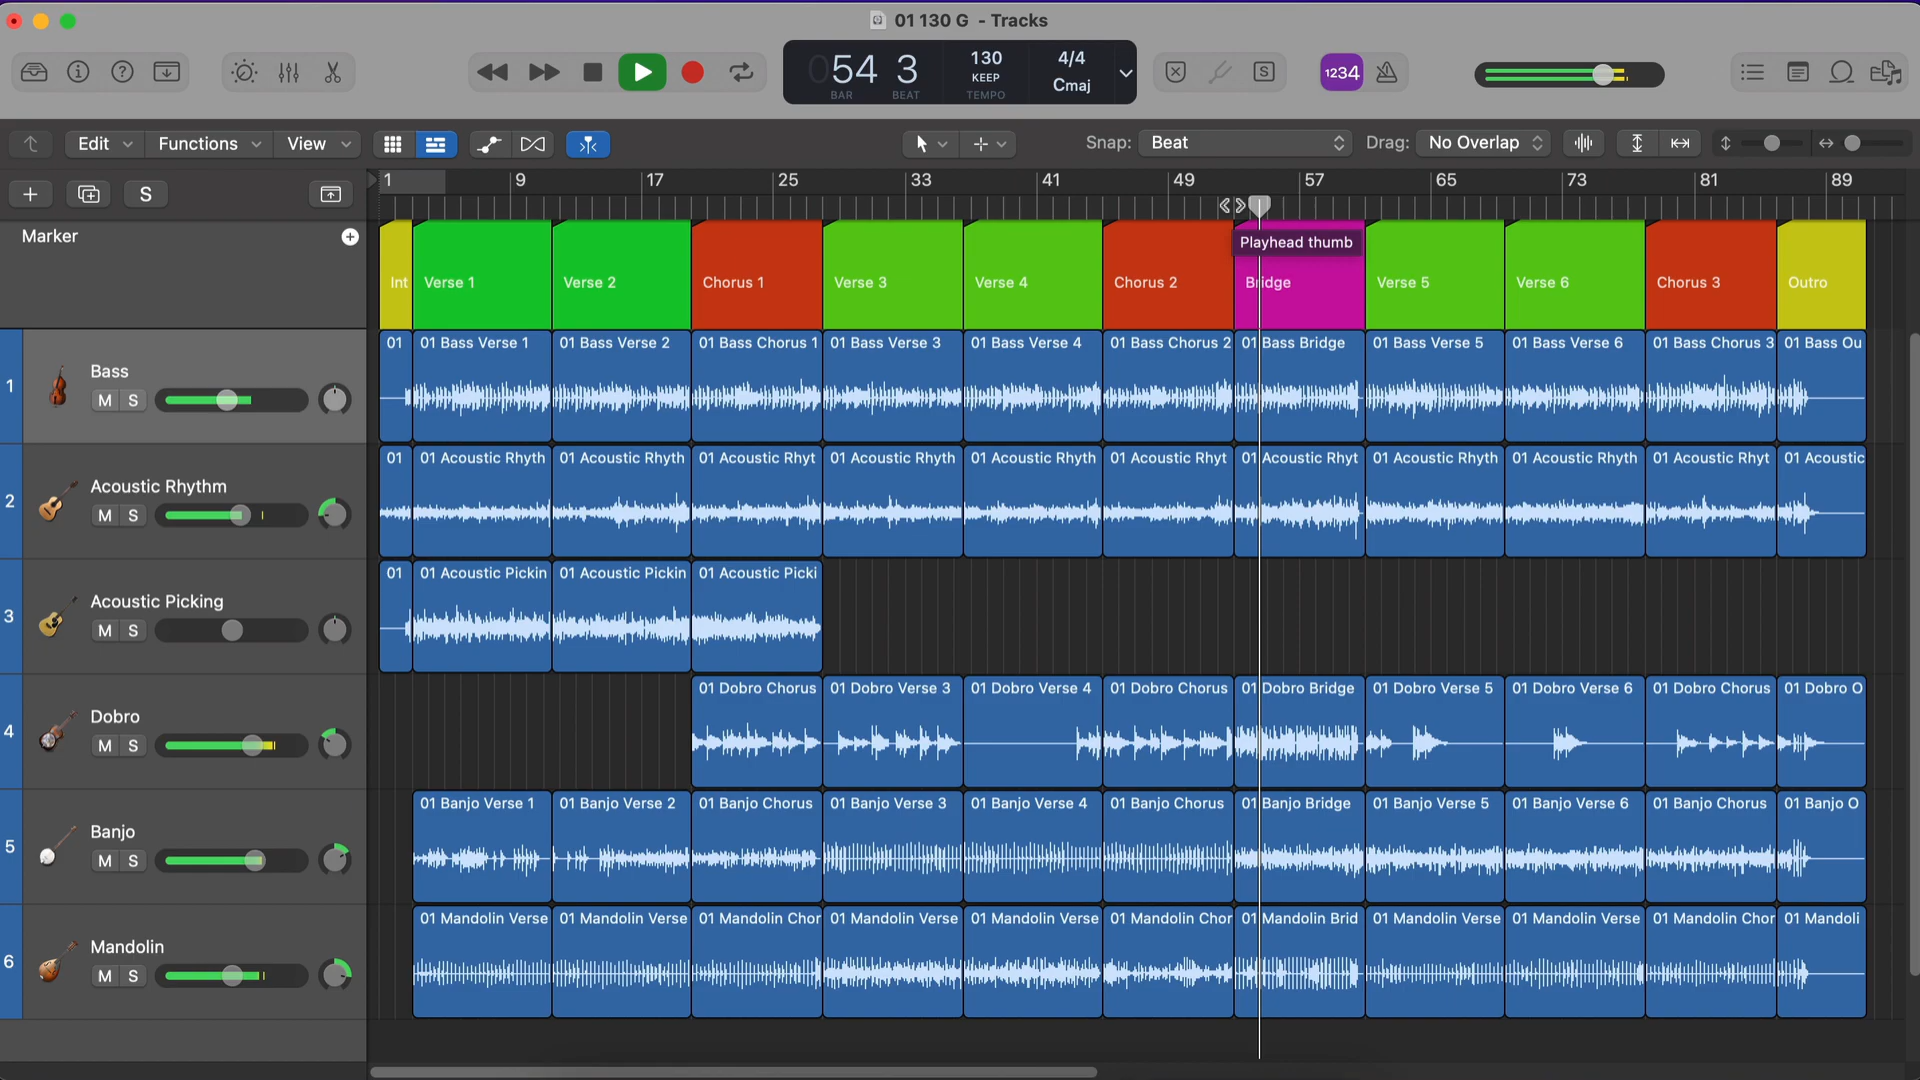 01 130 G - Tracks
054 3
BAR BEAT
130
KEEP
TEMPO
4/4
Cmaj
S
1234
Edit Functions View
Snap: Beat
Drag: No Overlap
S
1 9 17 25 33 41 49 57 65 73 81 89
Marker
Playhead thumb
Int Verse 1 Verse 2 Chorus 1 Verse 3 Verse 4 Chorus 2 Bridge Verse 5 Verse 6 Chorus 3 Outro
01 01 Bass Verse 1 01 Bass Verse 2 01 Bass Chorus 1 01 Bass Verse 3 01 Bass Verse 4 01 Bass Chorus 2 01 Bass Bridge 01 Bass Verse 5 01 Bass Verse 6 01 Bass Chorus 3 01 Bass Ou
1 Bass
M S
01 01 Acoustic Rhyth 01 Acoustic Rhyth 01 Acoustic Rhyt 01 Acoustic Rhyth 01 Acoustic Rhyth 01 Acoustic Rhyt 01 Acoustic Rhyt 01 Acoustic Rhyth 01 Acoustic Rhyth 01 Acoustic Rhyt 01 Acoustic
2 Acoustic Rhythm
M S
01 01 Acoustic Pickin 01 Acoustic Pickin 01 Acoustic Picki
3 Acoustic Picking
M S
01 Dobro Chorus 01 Dobro Verse 3 01 Dobro Verse 4 01 Dobro Chorus 01 Dobro Bridge 01 Dobro Verse 5 01 Dobro Verse 6 01 Dobro Chorus 01 Dobro O
4 Dobro
M S
01 Banjo Verse 1 01 Banjo Verse 2 01 Banjo Chorus 01 Banjo Verse 3 01 Banjo Verse 4 01 Banjo Chorus 01 Banjo Bridge 01 Banjo Verse 5 01 Banjo Verse 6 01 Banjo Chorus 01 Banjo O
5 Banjo
M S
01 Mandolin Verse 01 Mandolin Verse 01 Mandolin Chor 01 Mandolin Verse 01 Mandolin Verse 01 Mandolin Chor 01 Mandolin Brid 01 Mandolin Verse 01 Mandolin Verse 01 Mandolin Chor 01 Mandoli
6 Mandolin
M S